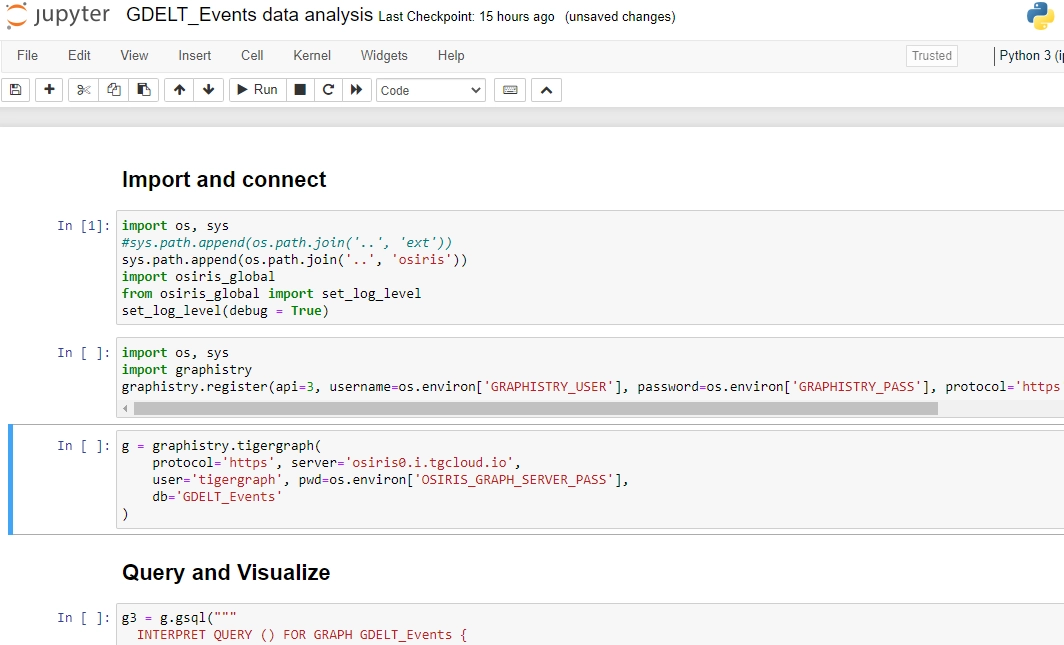 jupyter GDELT_Events data analysis Last Checkpoint: 15 hours ago (unsaved changes)
File Edit View Insert Cell Kernel Widgets Help Trusted Python 3 (i
Run Code
Import and connect
In [1]: import os, sys
#sys.path.append(os.path.join('..', 'ext'))
sys.path.append(os.path.join('..', 'osiris'))
import osiris_global
from osiris_global import set_log_level
set_log_level(debug = True)
In [ ]: import os, sys
import graphistry
graphistry.register(api=3, username=os.environ['GRAPHISTRY_USER'], password=os.environ['GRAPHISTRY_PASS'], protocol='https
In [ ]: g = graphistry.tigergraph(
protocol='https', server='osiris0.i.tgcloud.io',
user='tigergraph', pwd=os.environ['OSIRIS_GRAPH_SERVER_PASS'],
db='GDELT_Events'
)
Query and Visualize
In [ ]: g3 = g.gsql("""
INTERPRET QUERY () FOR GRAPH GDELT_Events {